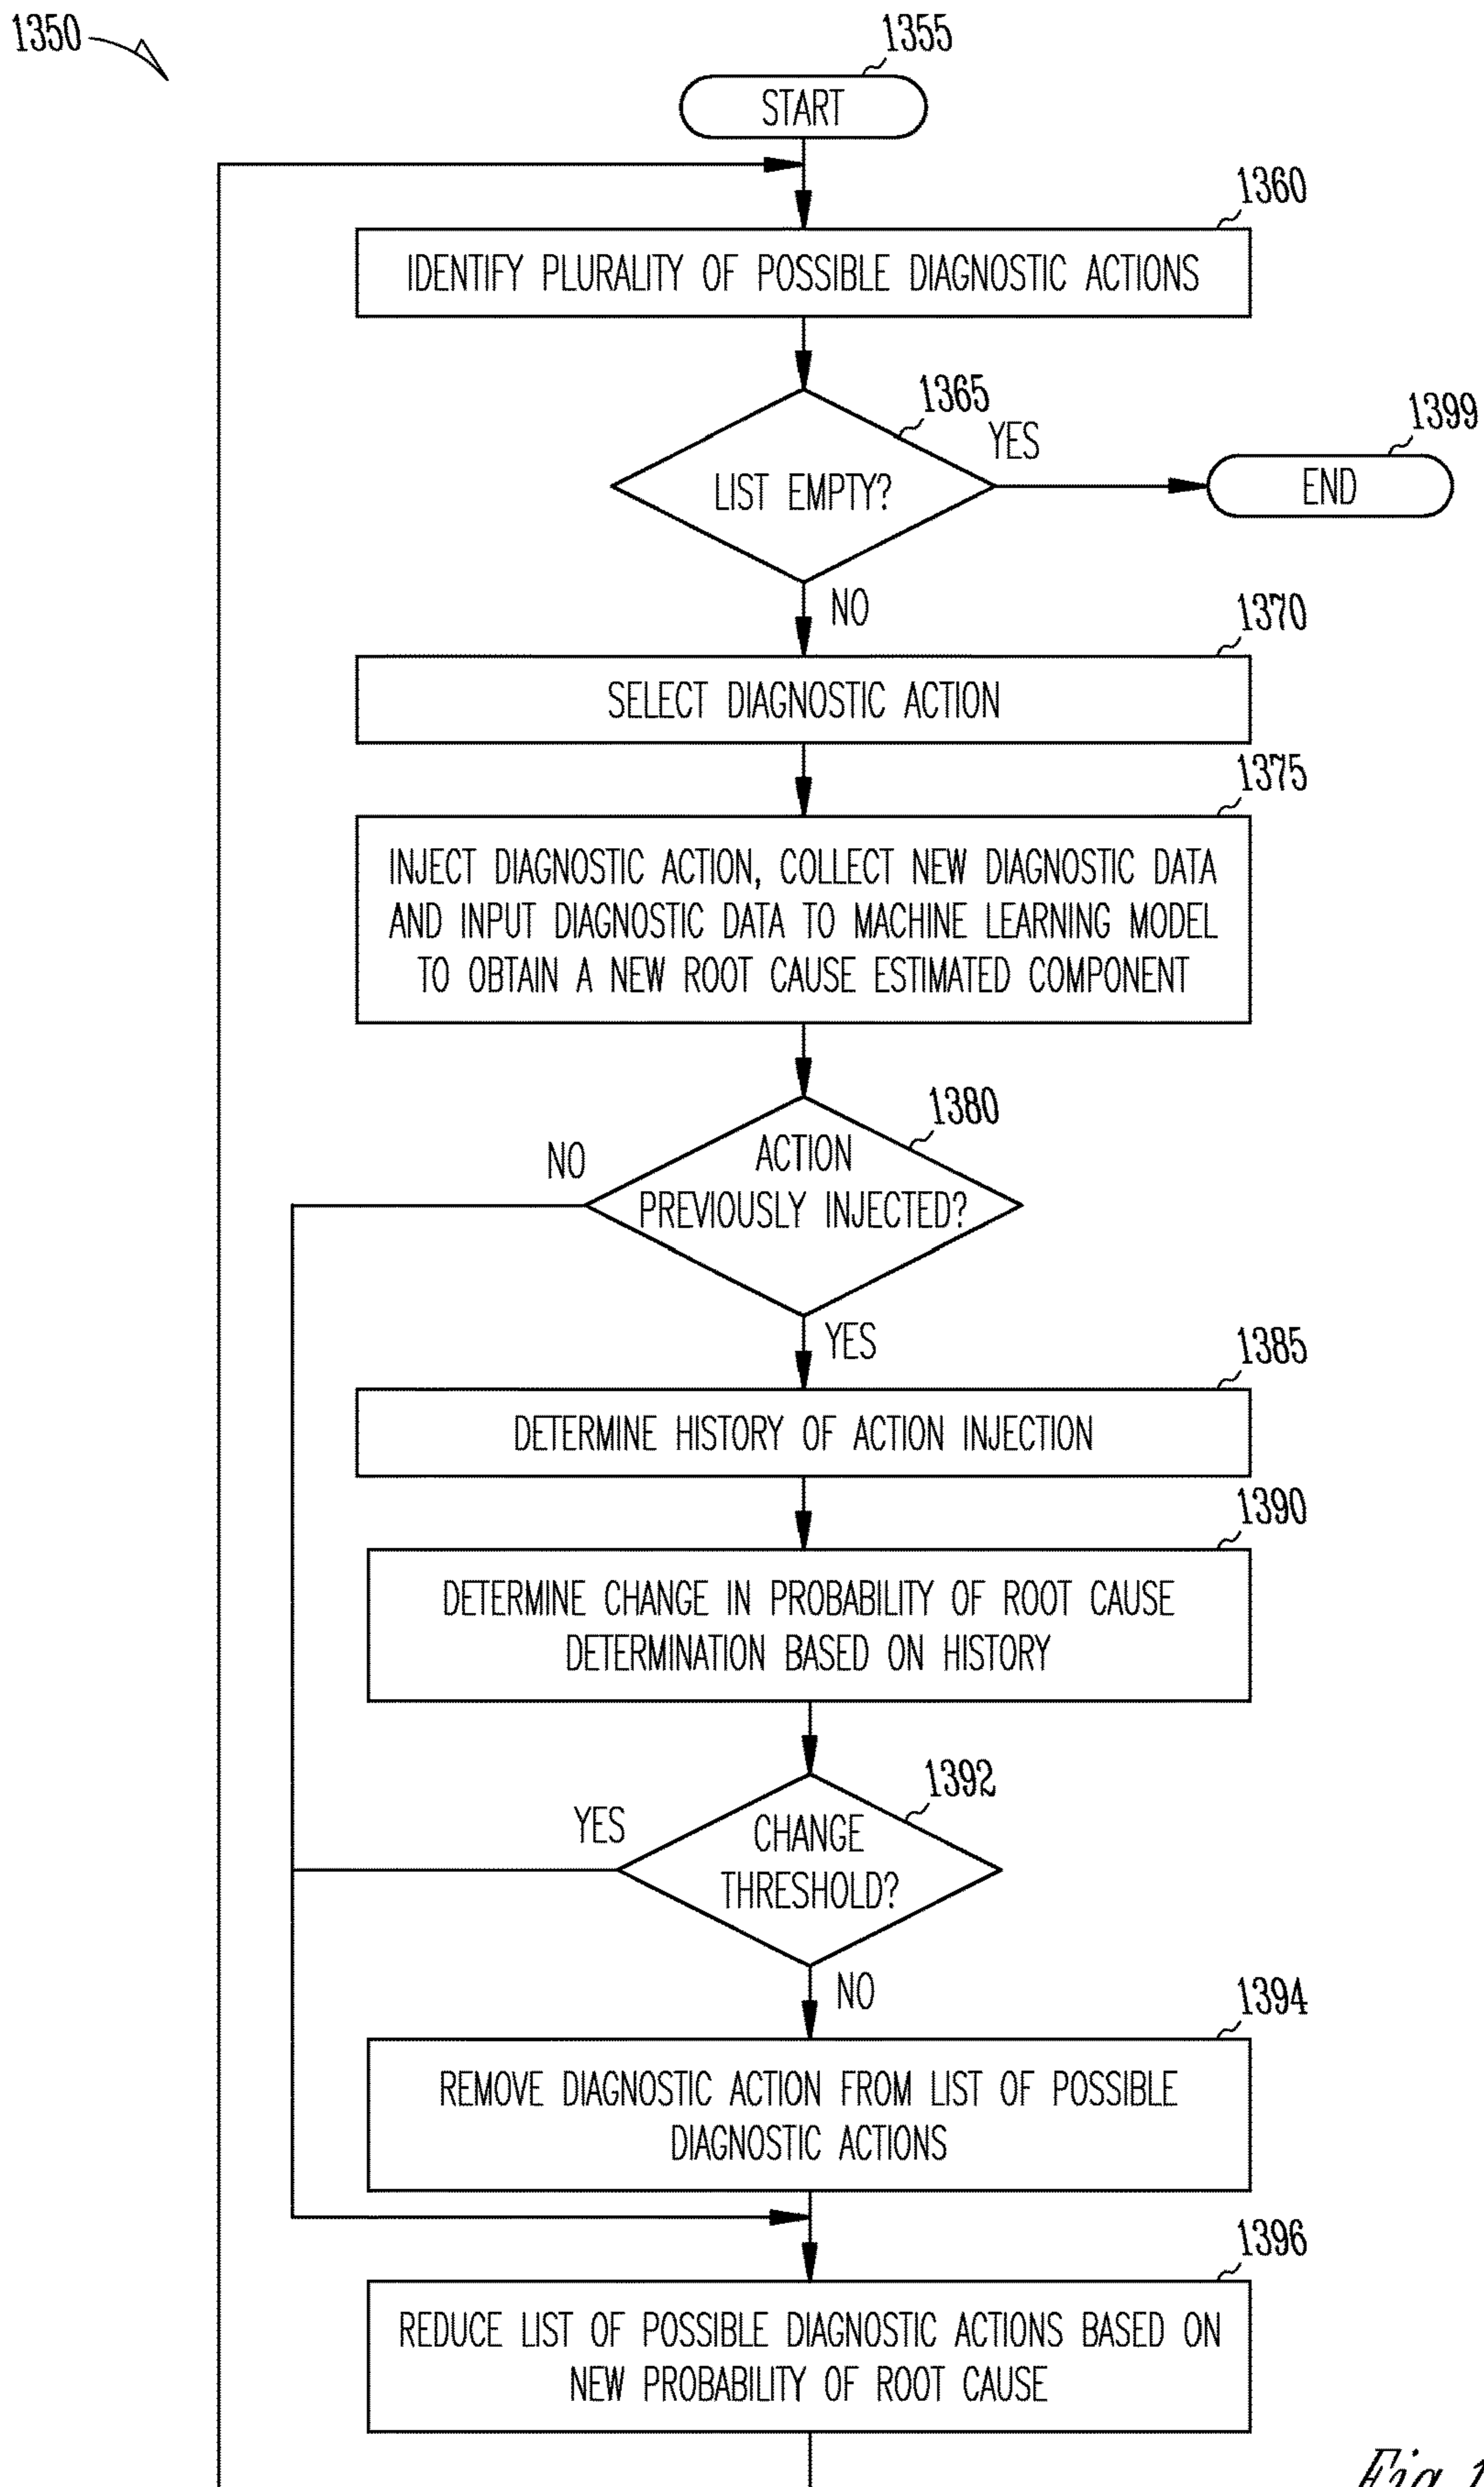 1350
1355
START
1360
IDENTIFY PLURALITY OF POSSIBLE DIAGNOSTIC ACTIONS
1365
YES
1399
LIST EMPTY?
END
NO
1370
SELECT DIAGNOSTIC ACTION
1375
INJECT DIAGNOSTIC ACTION, COLLECT NEW DIAGNOSTIC DATA
AND INPUT DIAGNOSTIC DATA TO MACHINE LEARNING MODEL
TO OBTAIN A NEW ROOT CAUSE ESTIMATED COMPONENT
1380
NO
ACTION
PREVIOUSLY INJECTED?
YES
1385
DETERMINE HISTORY OF ACTION INJECTION
1390
DETERMINE CHANGE IN PROBABILITY OF ROOT CAUSE
DETERMINATION BASED ON HISTORY
1392
YES
CHANGE
THRESHOLD?
NO
1394
REMOVE DIAGNOSTIC ACTION FROM LIST OF POSSIBLE
DIAGNOSTIC ACTIONS
1396
REDUCE LIST OF POSSIBLE DIAGNOSTIC ACTIONS BASED ON
NEW PROBABILITY OF ROOT CAUSE